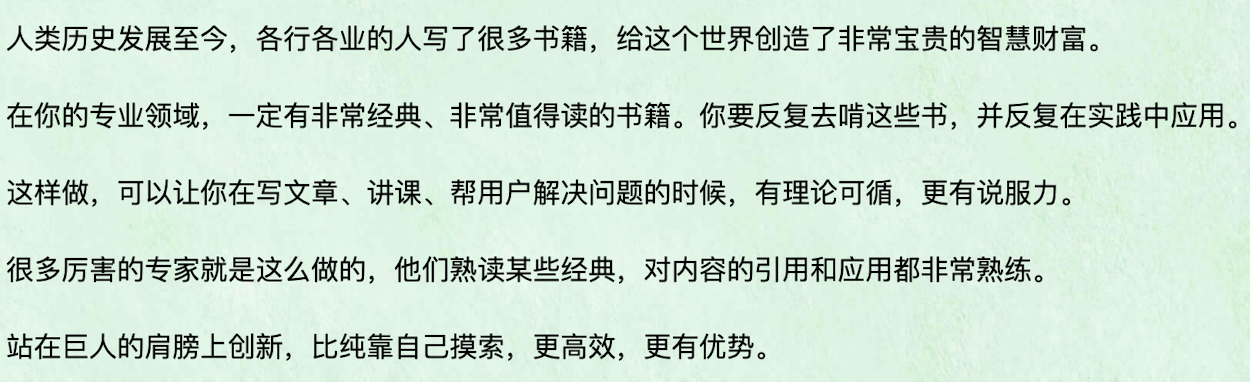 人类历史发展至今，各行各业的人写了很多书籍，给这个世界创造了非常宝贵的智慧财富。
在你的专业领域，一定有非常经典、非常值得读的书籍。你要反复去啃这些书，并反复在实践中应用。
这样做，可以让你在写文章、讲课、帮用户解决问题的时候，有理论可循，更有说服力。
很多厉害的专家就是这么做的，他们熟读某些经典，对内容的引用和应用都非常熟练。
站在巨人的肩膀上创新，比纯靠自己摸索，更高效，更有优势。